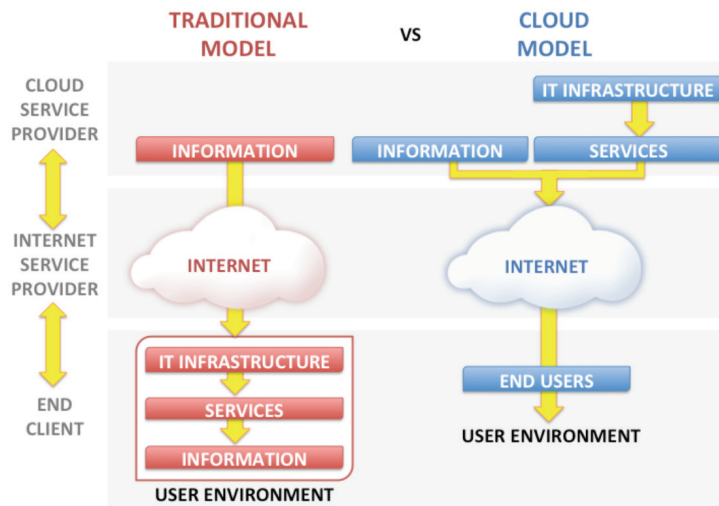 TRADITIONAL
MODEL
VS
CLOUD
MODEL
CLOUD
SERVICE
PROVIDER
IT INFRASTRUCTURE
INFORMATION
INFORMATION
SERVICES
INTERNET
SERVICE
PROVIDER
INTERNET
INTERNET
END
CLIENT
IT INFRASTRUCTURE
SERVICES
INFORMATION
USER ENVIRONMENT
END USERS
USER ENVIRONMENT